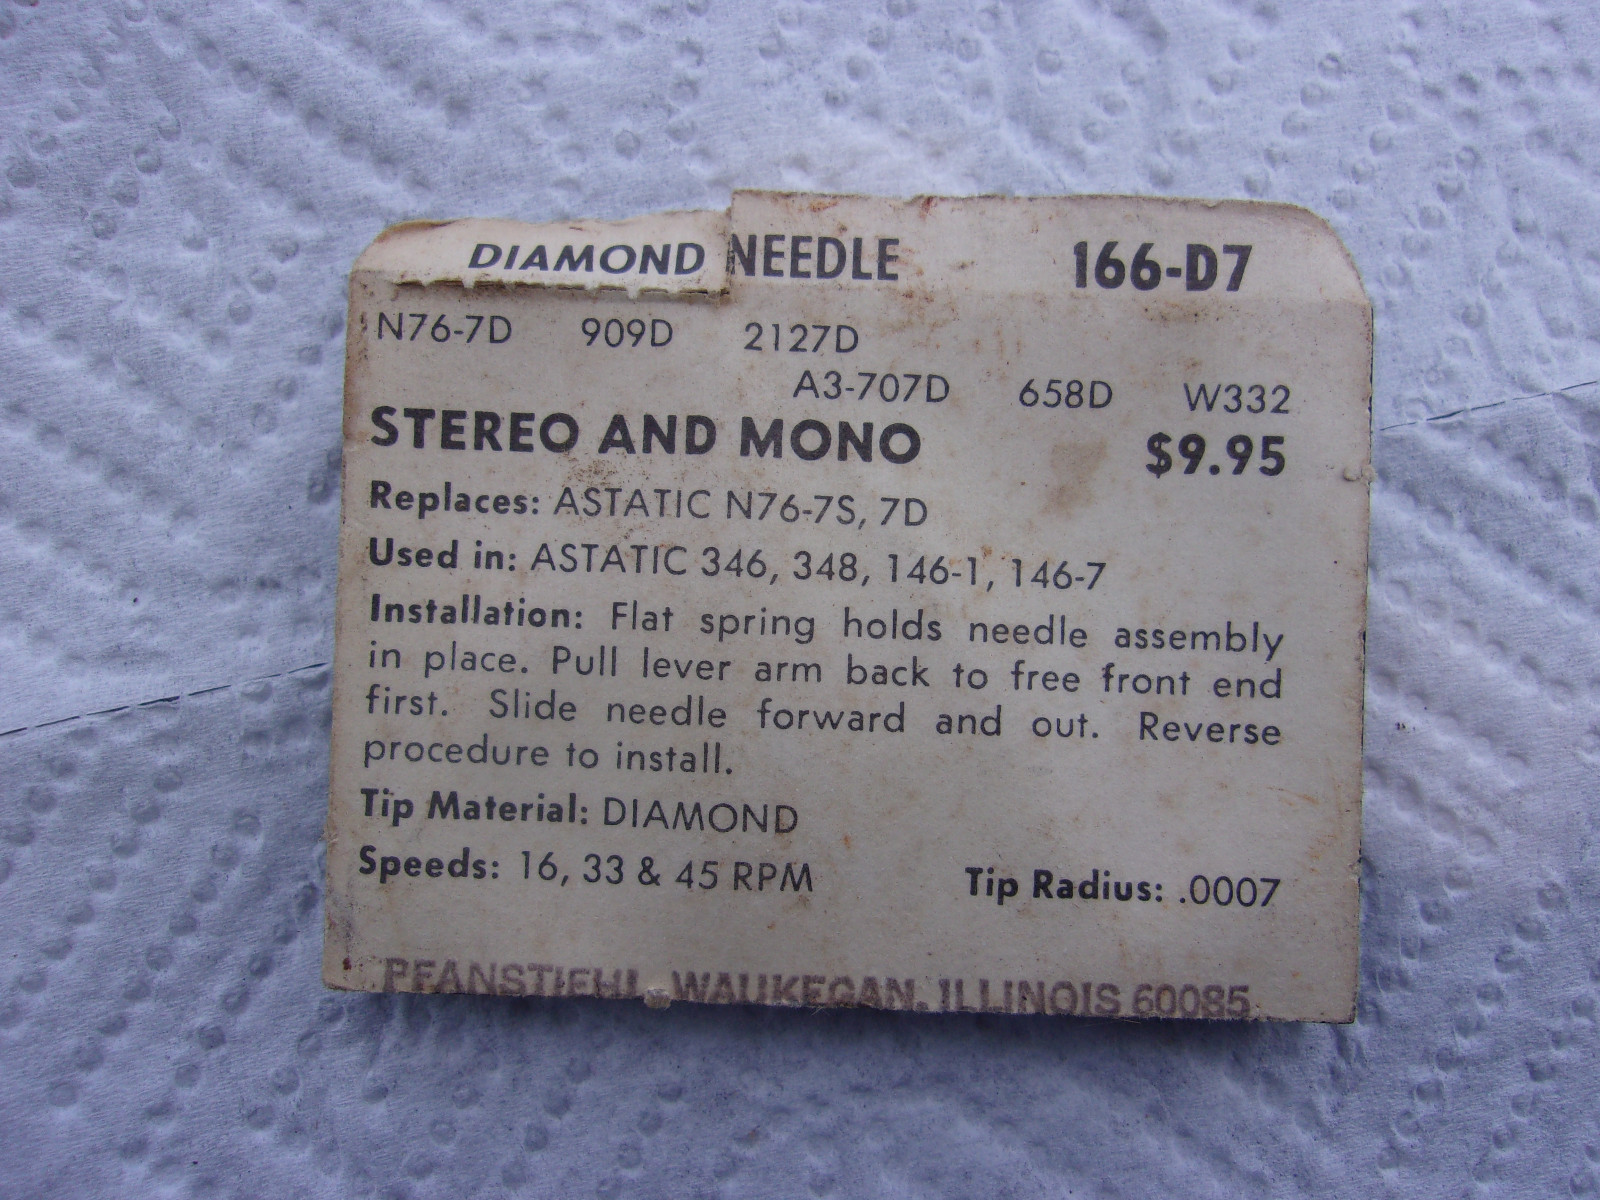 DIAMOND NEEDLE 166-D7
N76-7D 909D 2127D
A3-707D 658D W332
STEREO AND MONO $9.95
Replaces: ASTATIC N76-7S, 7D
Used in: ASTATIC 346, 348, 146-1, 146-7
Installation: Flat spring holds needle assembly
in place. Pull lever arm back to free front end
first. Slide needle forward and out. Reverse
procedure to install.
Tip Material: DIAMOND
Speeds: 16, 33 & 45 RPM Tip Radius: .0007
PFANSTIEHL, WAUKEGAN, ILLINOIS 60085